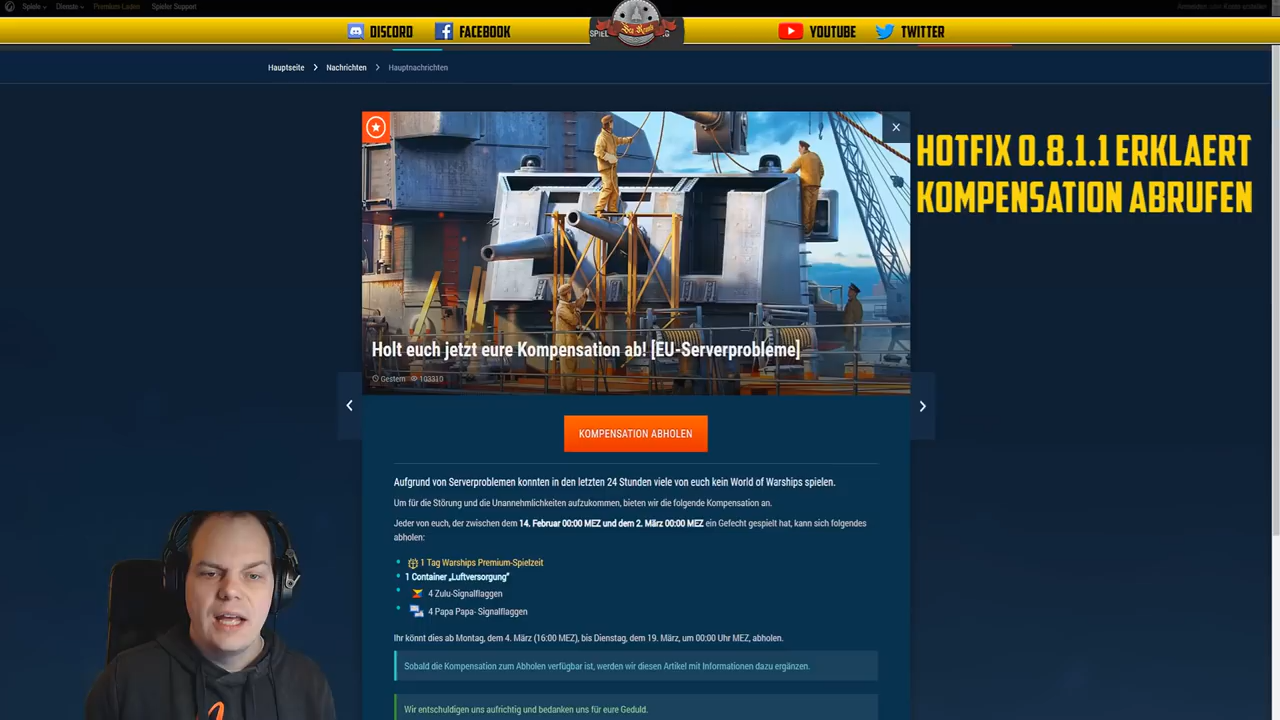 Spiele
Dienste
Premium-Laden
Spieler Support
DISCORD
FACEBOOK
YOUTUBE
TWITTER
Hauptseite
Nachrichten
Hauptnachrichten
HOTFIX 0.8.1.1 ERKLAERT
KOMPENSATION ABRUFEN
Holt euch jetzt eure Kompensation ab! [EU-Serverprobleme]
Gestern 103310
KOMPENSATION ABHOLEN
Aufgrund von Serverproblemen konnten in den letzten 24 Stunden viele von euch kein World of Warships spielen.
Um für die Störung und die Unannehmlichkeiten aufzukommen, bieten wir die folgende Kompensation an.
Jeder von euch, der zwischen dem 14. Februar 00:00 MEZ und dem 2. März 00:00 MEZ ein Gefecht gespielt hat, kann sich folgendes
abholen:
1 Tag Warships Premium-Spielzeit
1 Container „Luftversorgung"
4 Zulu-Signalflaggen
4 Papa Papa- Signalflaggen
Ihr könnt dies ab Montag, dem 4. März (16:00 MEZ), bis Dienstag, dem 19. März, um 00:00 Uhr MEZ, abholen.
Sobald die Kompensation zum Abholen verfügbar ist, werden wir diesen Artikel mit Informationen dazu ergänzen.
Wir entschuldigen uns aufrichtig und bedanken uns für eure Geduld.